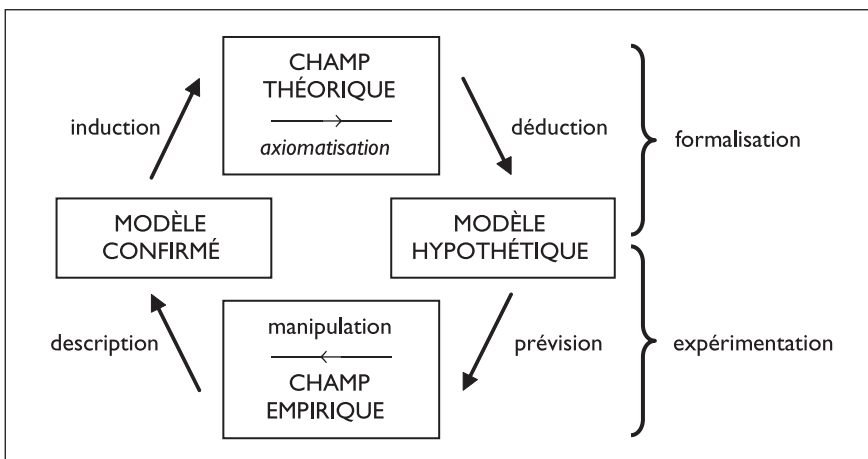 CHAMP
THÉORIQUE
axiomatisation
induction
déduction
formalisation
MODÈLE
CONFIRMÉ
MODÈLE
HYPOTHÉTIQUE
description
manipulation
CHAMP
EMPIRIQUE
prévision
expérimentation